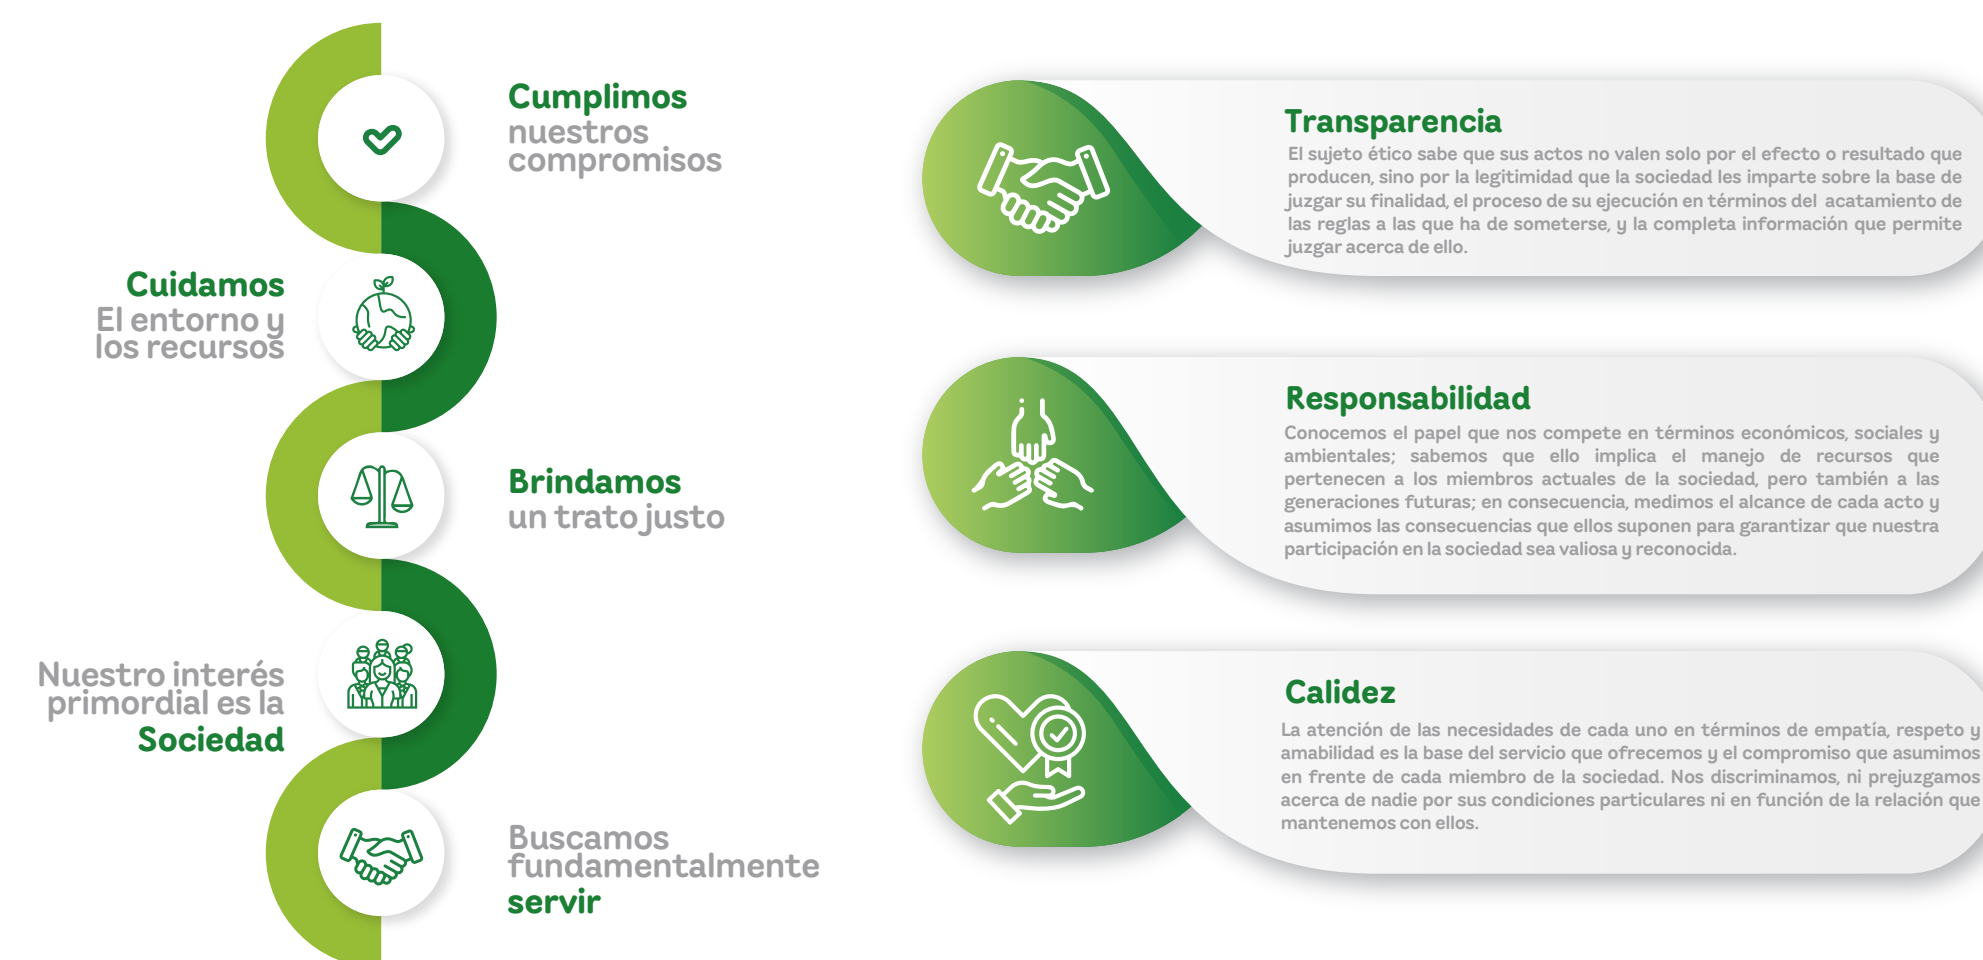 Cumplimos
nuestros
compromisos
Cuidamos
El entorno y
los recursos
Brindamos
un trato justo
Nuestro interés
primordial es la
Sociedad
Buscamos
fundamentalmente
servir
Transparencia
El sujeto ético sabe que sus actos no valen solo por el efecto o resultado que
producen, sino por la legitimidad que la sociedad les imparte sobre la base de
juzgar su finalidad, el proceso de su ejecución en términos del acatamiento de
las reglas a las que ha de someterse, y la completa información que permite
juzgar acerca de ello.
Responsabilidad
Conocemos el papel que nos compete en términos económicos, sociales y
ambientales; sabemos que ello implica el manejo de recursos que
pertenecen a los miembros actuales de la sociedad, pero también a las
generaciones futuras; en consecuencia, medimos el alcance de cada acto y
asumimos las consecuencias que ellos suponen para garantizar que nuestra
participación en la sociedad sea valiosa y reconocida.
Calidez
La atención de las necesidades de cada uno en términos de empatía, respeto y
amabilidad es la base del servicio que ofrecemos y el compromiso que asumimos
en frente de cada miembro de la sociedad. Nos discriminamos, ni prejuzgamos
acerca de nadie por sus condiciones particulares ni en función de la relación que
mantenemos con ellos.